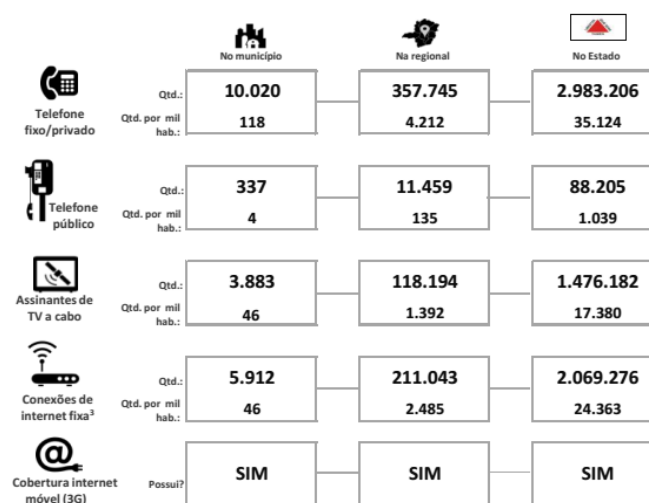 No município Na regional No Estado
Telefone fixo/privado
Qtd.: 10.020 357.745 2.983.206
Qtd. por mil hab.: 118 4.212 35.124
Telefone público
Qtd.: 337 11.459 88.205
Qtd. por mil hab.: 4 135 1.039
Assinantes de TV a cabo
Qtd.: 3.883 118.194 1.476.182
Qtd. por mil hab.: 46 1.392 17.380
Conexões de internet fixa³
Qtd.: 5.912 211.043 2.069.276
Qtd. por mil hab.: 46 2.485 24.363
Cobertura internet móvel (3G)
Possui? SIM SIM SIM